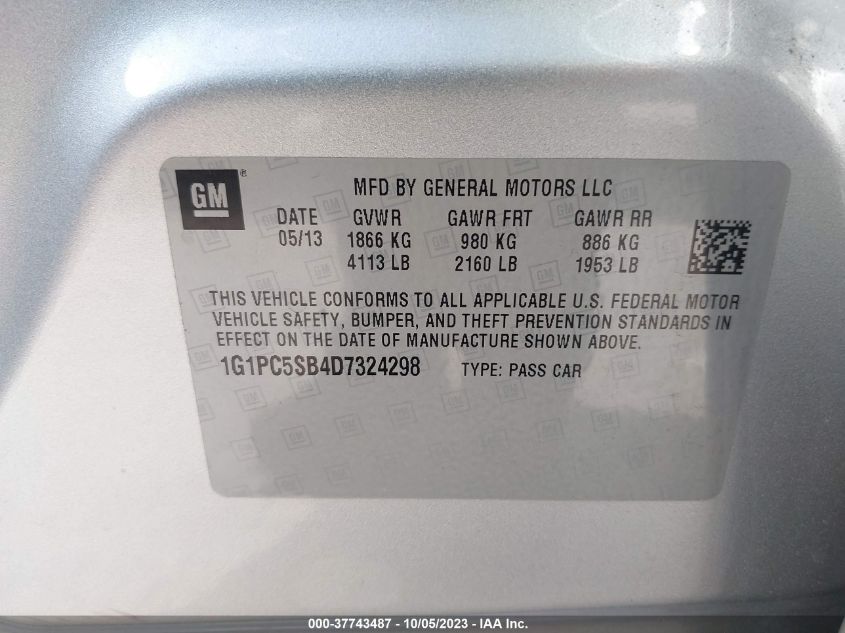 GM ®
MFD BY GENERAL MOTORS LLC
DATE GVWR GAWR FRT GAWR RR
05/13 1866 KG 980 KG 886 KG
4113 LB 2160 LB 1953 LB
THIS VEHICLE CONFORMS TO ALL APPLICABLE U.S. FEDERAL MOTOR
VEHICLE SAFETY, BUMPER, AND THEFT PREVENTION STANDARDS IN
EFFECT ON THE DATE OF MANUFACTURE SHOWN ABOVE.
1G1PC5SB4D7324298 TYPE: PASS CAR
000-37743487 - 10/05/2023 - IAA Inc.